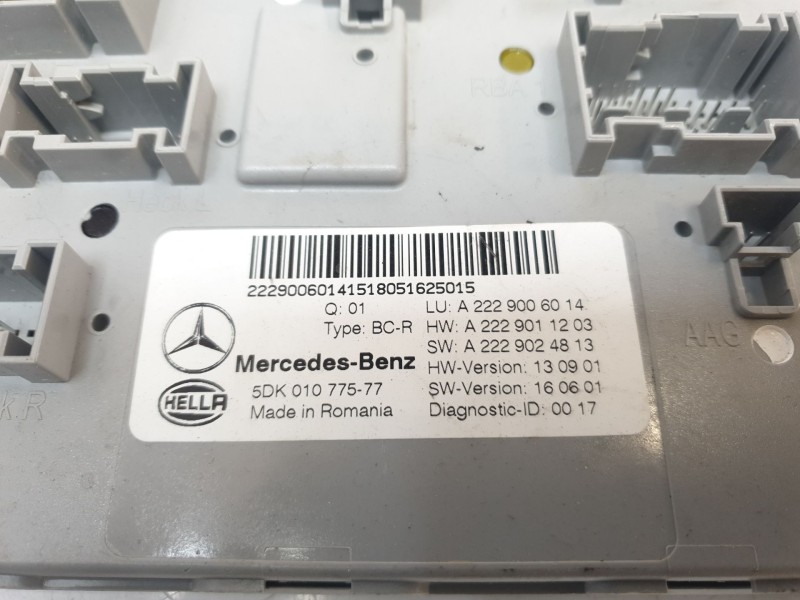 RBA
22290060141518051625015
Q: 01
LU: A 222 900 60 14
Type: BC-R
HW: A 222 901 12 03
SW: A 222 902 48 13
Mercedes-Benz
HW-Version: 13 09 01
HELLA
5DK 010 775-77
SW-Version: 16 06 01
Made in Romania
Diagnostic-ID: 00 17
AAG
K.R